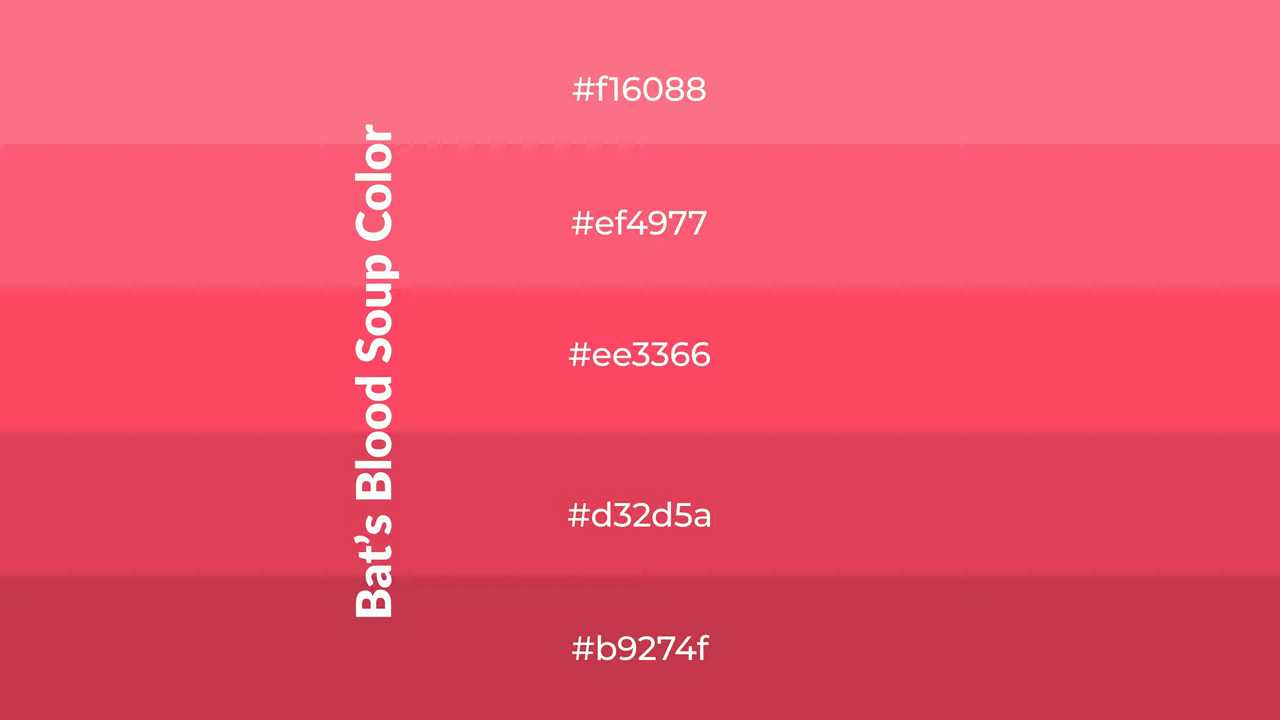 Bat's Blood Soup Color
#f16088
#ef4977
#ee3366
#d32d5a
#b9274f